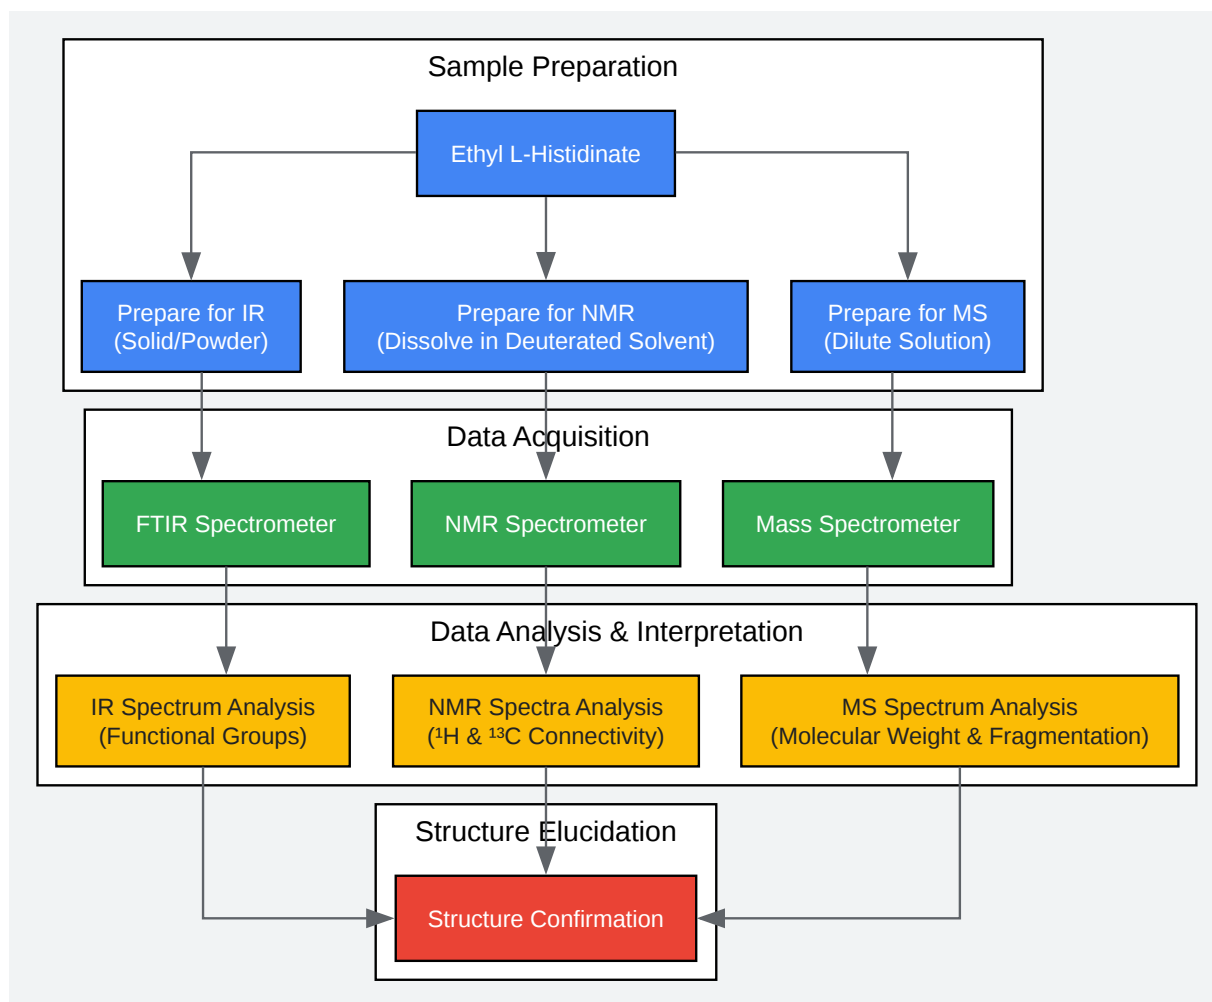 Sample Preparation
Ethyl L-Histidinate
Prepare for IR
(Solid/Powder)
Prepare for NMR
(Dissolve in Deuterated Solvent)
Prepare for MS
(Dilute Solution)
Data Acquisition
FTIR Spectrometer
NMR Spectrometer
Mass Spectrometer
Data Analysis & Interpretation
IR Spectrum Analysis
(Functional Groups)
NMR Spectra Analysis
(¹H & ¹³C Connectivity)
MS Spectrum Analysis
(Molecular Weight & Fragmentation)
Structure Elucidation
Structure Confirmation